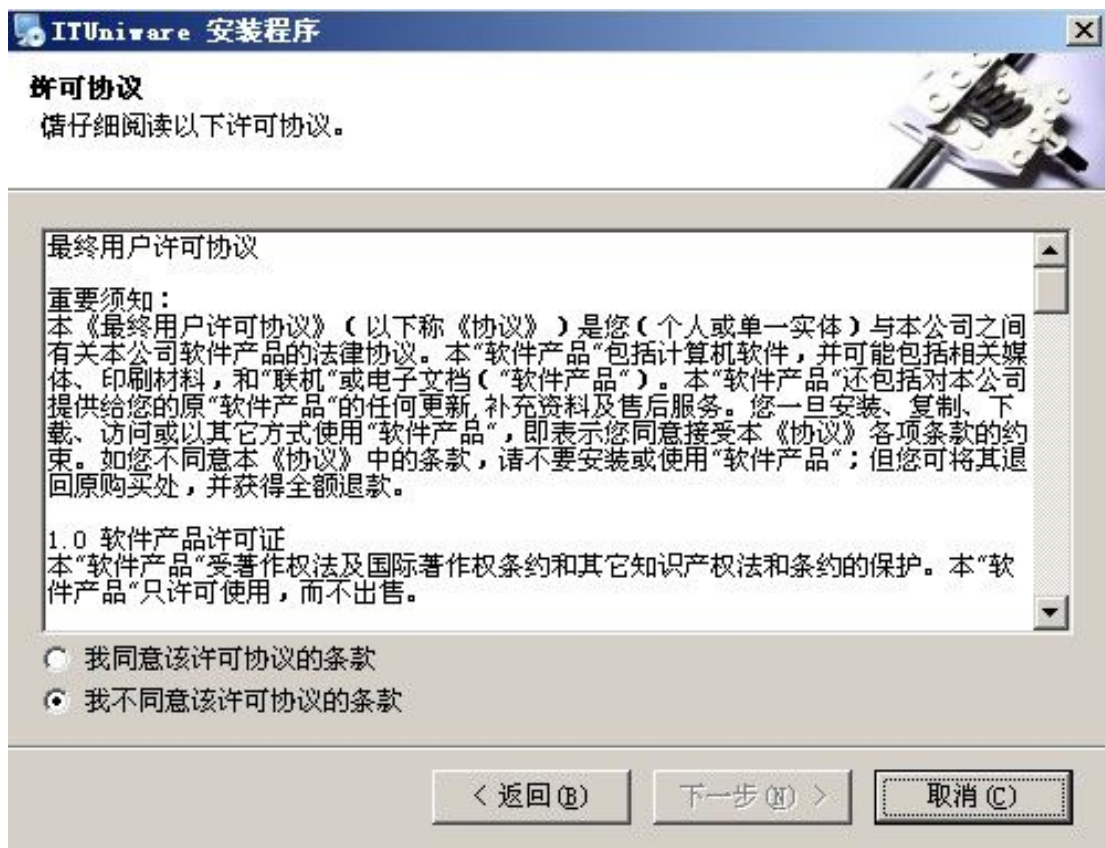 ITUniware 安装程序
许可协议
请仔细阅读以下许可协议。
最终用户许可协议
重要须知：
本《最终用户许可协议》（以下称《协议》）是您（个人或单一实体）与本公司之间
有关本公司软件产品的法律协议。本“软件产品”包括计算机软件，并可能包括相关媒
体、印刷材料，和“联机”或电子文档（“软件产品”）。本“软件产品”还包括对本公司
提供给您的原“软件产品”的任何更新,补充资料及售后服务。您一旦安装、复制、下
载、访问或以其它方式使用“软件产品”，即表示您同意接受本《协议》各项条款的约
束。如您不同意本《协议》中的条款，请不要安装或使用“软件产品”；但您可将其退
回原购买处，并获得全额退款。
1.0 软件产品许可证
本“软件产品”受著作权法及国际著作权条约和其它知识产权法和条约的保护。本“软
件产品”只许可使用，而不出售。
我同意该许可协议的条款
我不同意该许可协议的条款
< 返回(B)
下一步(N) >
取消(C)